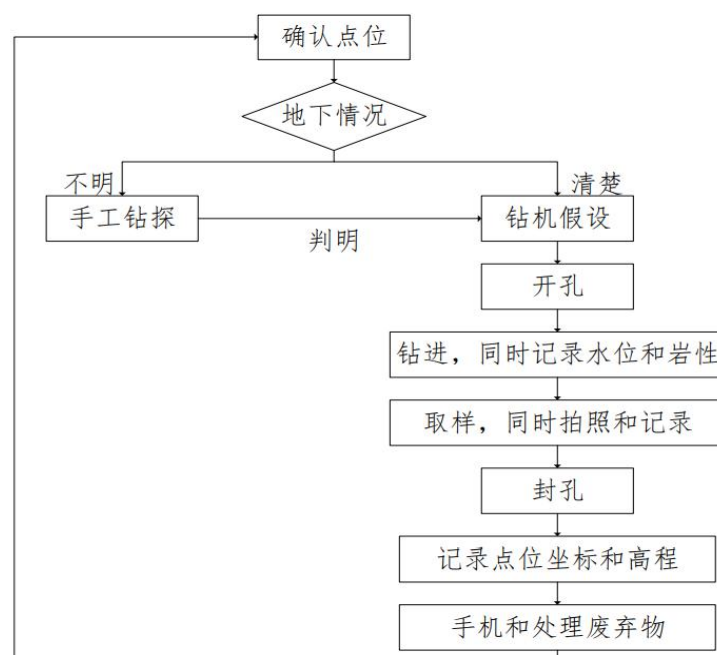 确认点位
地下情况
不明
清楚
手工钻探
钻机假设
判明
开孔
钻进，同时记录水位和岩性
取样，同时拍照和记录
封孔
记录点位坐标和高程
手机和处理废弃物